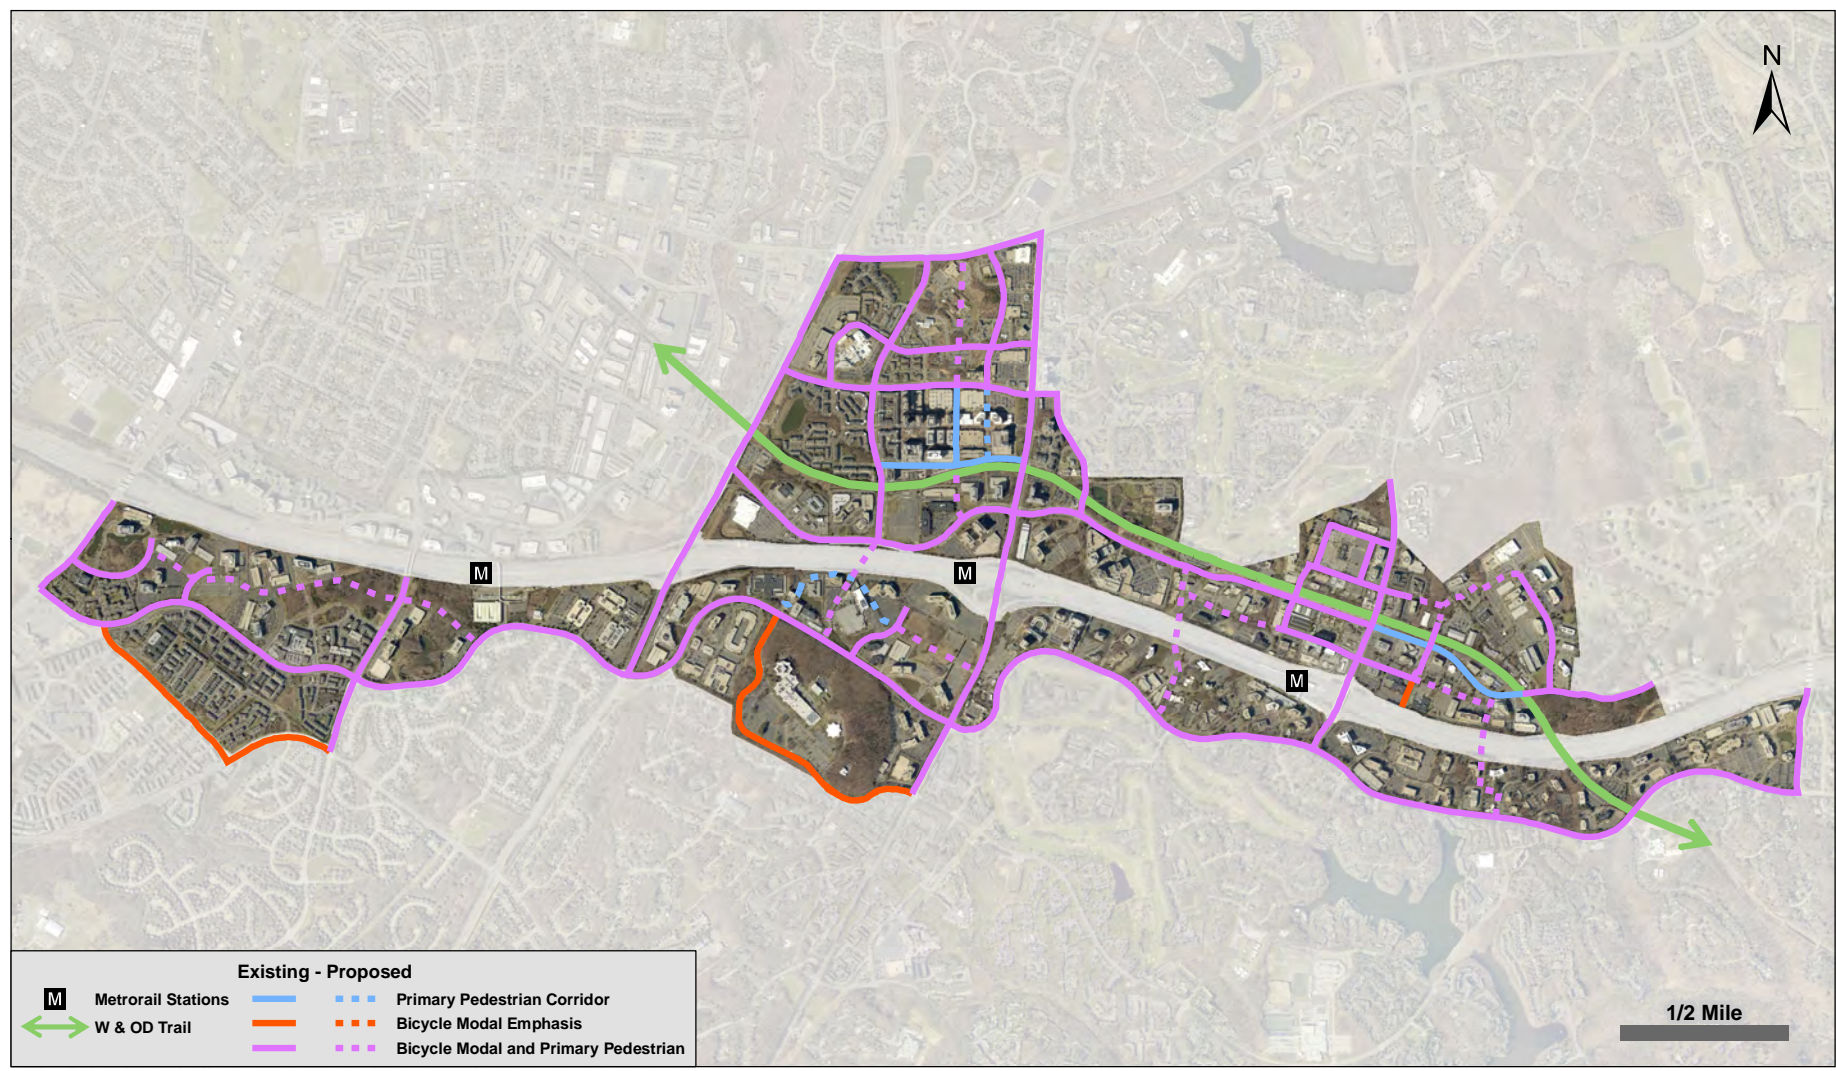 N
M
M
M
Existing - Proposed
M Metrorail Stations
Primary Pedestrian Corridor
W & OD Trail
Bicycle Modal Emphasis
Bicycle Modal and Primary Pedestrian
1/2 Mile